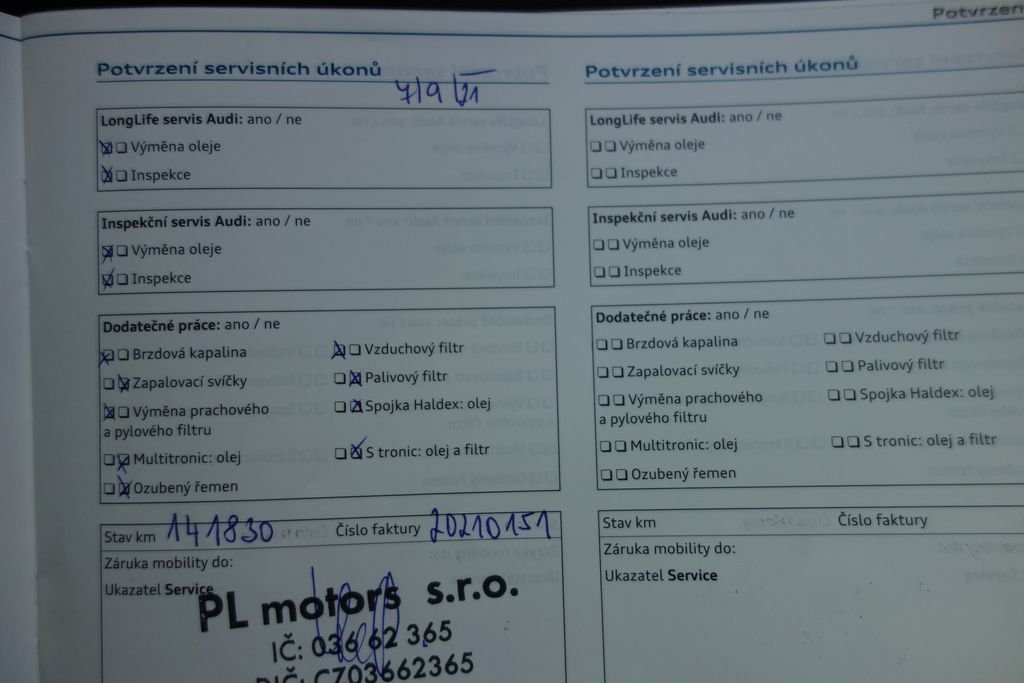 Potvrzen
Potvrzení servisních úkonů
7/9/21
LongLife servis Audi: ano / ne
Výměna oleje
Inspekce
Inspekční servis Audi: ano / ne
Výměna oleje
Inspekce
Dodatečné práce: ano / ne
Brzdová kapalina
Zapalovací svíčky
Výměna prachového
a pylového filtru
Multitronic: olej
Ozubený řemen
Vzduchový filtr
Palivový filtr
Spojka Haldex: olej
S tronic: olej a filtr
Stav km 141830 Číslo faktury 20210151
Záruka mobility do:
Ukazatel Service
PL motors s.r.o.
IČ: 036 62 365
DIČ: CZ03662365
Potvrzení servisních úkonů
LongLife servis Audi: ano / ne
Výměna oleje
Inspekce
Inspekční servis Audi: ano / ne
Výměna oleje
Inspekce
Dodatečné práce: ano / ne
Brzdová kapalina
Zapalovací svíčky
Výměna prachového
a pylového filtru
Multitronic: olej
Ozubený řemen
Vzduchový filtr
Palivový filtr
Spojka Haldex: olej
S tronic: olej a filtr
Stav km Číslo faktury
Záruka mobility do:
Ukazatel Service